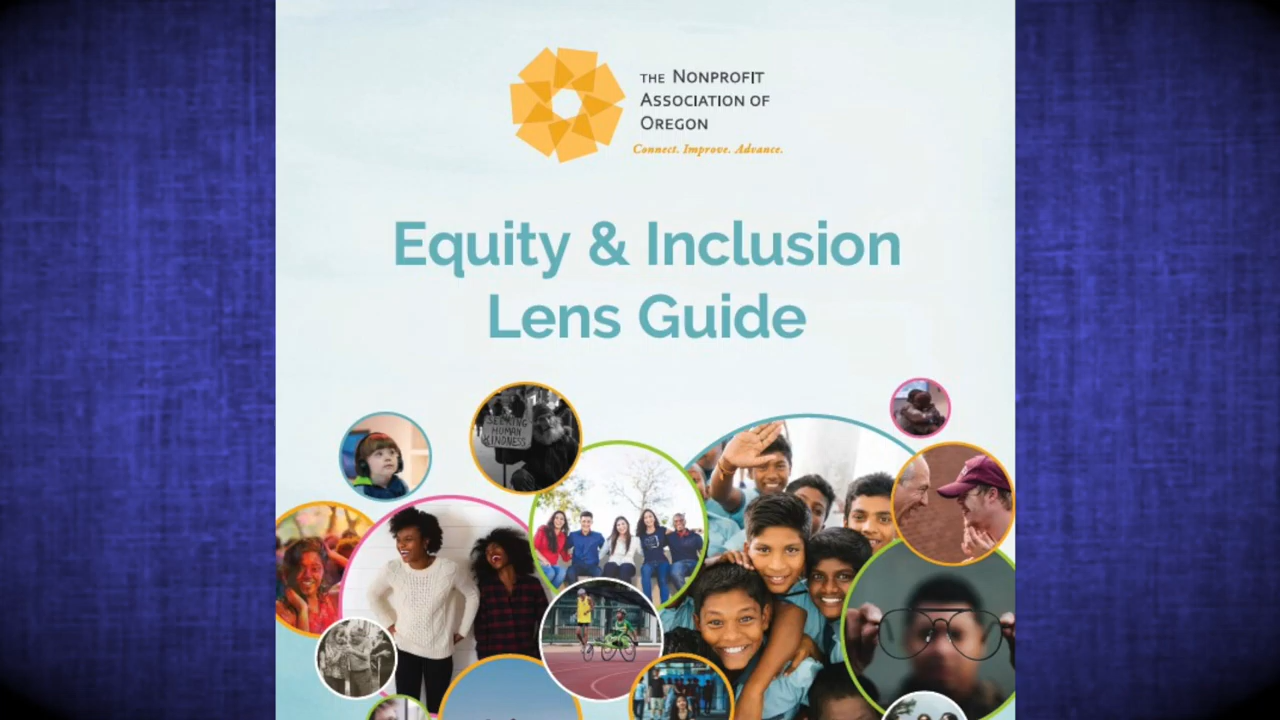 THE NONPROFIT
ASSOCIATION OF
OREGON
Connect. Improve. Advance.
Equity & Inclusion
Lens Guide
SEEKING
HUMAN
KINDNESS